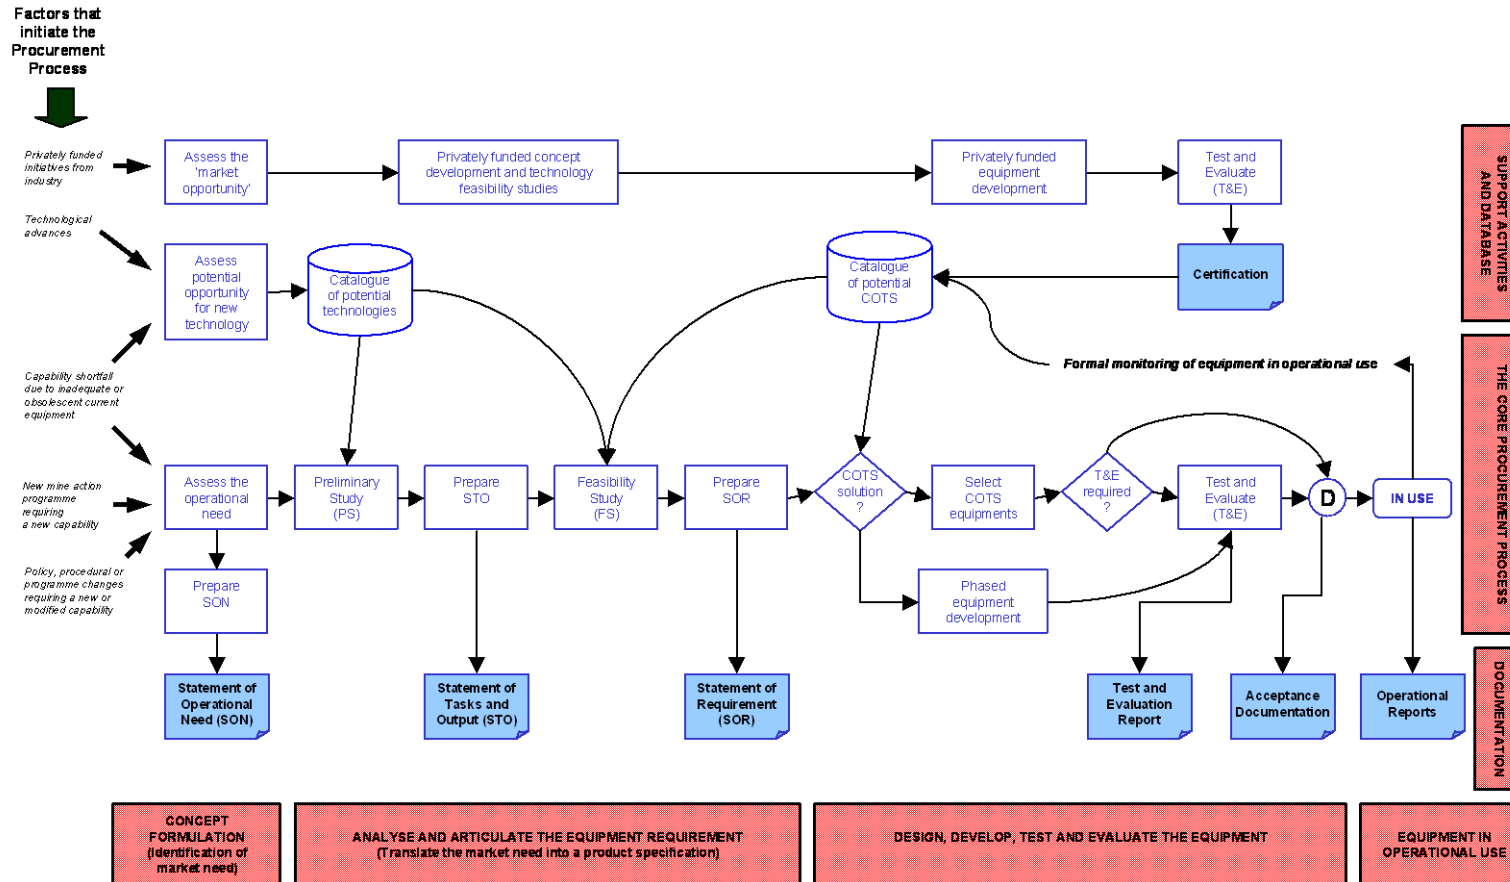 Factors that
initiate the
Procurement
Process
Privately funded
initiatives from
industry
Assess the
'market
opportunity'
Privately funded concept
development and technology
feasibility studies
Privately funded
equipment
development
Test and
Evaluate
(T&E)
SUPPORT ACTIVITIES
AND DATABASE
Technological
advances
Assess
potential
opportunity
for new
technology
Catalogue
of potential
technologies
Catalogue
of potential
COTS
Certification
Formal monitoring of equipment in operational use
Capability shortfall
due to inadequate or
obsolescent current
equipment
THE CORE PROCUREMENT PROCESS
New mine action
programme
requiring
a new capability
Assess the
operational
need
Preliminary
Study
(PS)
Prepare
STO
Feasibility
Study
(FS)
Prepare
SOR
COTS
solution
?
Select
COTS
equipments
T&E
required
?
Test and
Evaluate
(T&E)
D
IN USE
Policy, procedural or
programme changes
requiring a new or
modified capability
Prepare
SON
Phased
equipment
development
Statement of
Operational
Need (SON)
Statement of
Tasks and
Output (STO)
Statement of
Requirement
(SOR)
Test and
Evaluation
Report
Acceptance
Documentation
Operational
Reports
DOCUMENTATION
CONCEPT
FORMULATION
(Identification of
market need)
ANALYSE AND ARTICULATE THE EQUIPMENT REQUIREMENT
(Translate the market need into a product specification)
DESIGN, DEVELOP, TEST AND EVALUATE THE EQUIPMENT
EQUIPMENT IN
OPERATIONAL USE